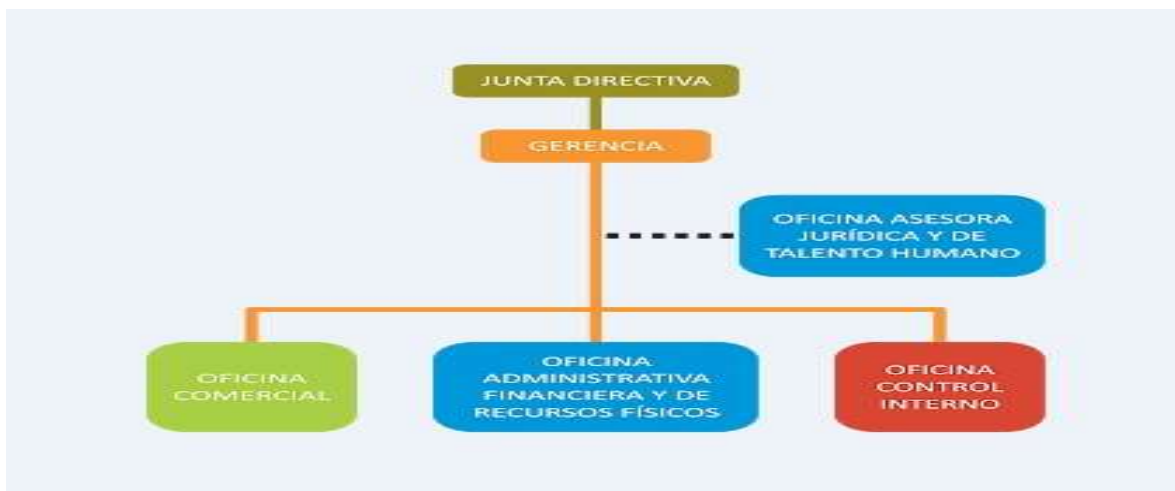 JUNTA DIRECTIVA
GERENCIA
OFICINA ASESORA
JURÍDICA Y DE
TALENTO HUMANO
OFICINA
COMERCIAL
OFICINA
ADMINISTRATIVA
FINANCIERA Y DE
RECURSOS FÍSICOS
OFICINA
CONTROL
INTERNO